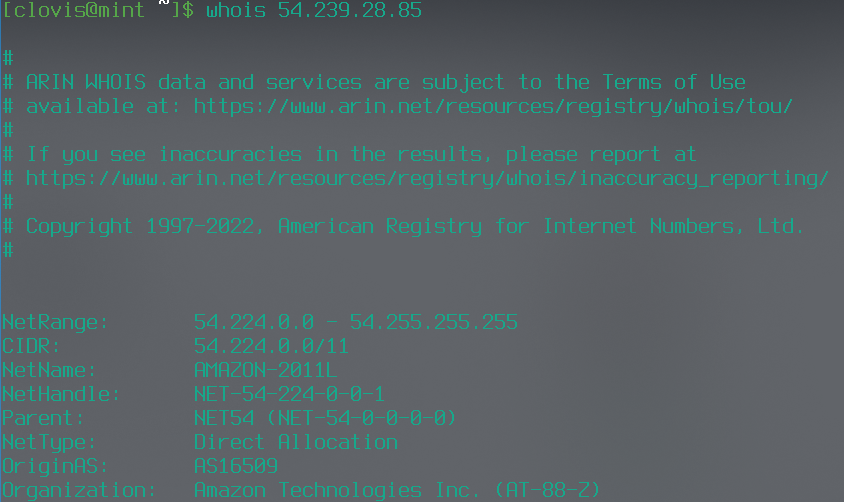 [clovis@mint ~]$ whois 54.239.28.85
#
# ARIN WHOIS data and services are subject to the Terms of Use
# available at: https://www.arin.net/resources/registry/whois/tou/
#
# If you see inaccuracies in the results, please report at
# https://www.arin.net/resources/registry/whois/inaccuracy_reporting/
#
# Copyright 1997-2022, American Registry for Internet Numbers, Ltd.
#
NetRange: 54.224.0.0 - 54.255.255.255
CIDR: 54.224.0.0/11
NetName: AMAZON-2011L
NetHandle: NET-54-224-0-0-1
Parent: NET54 (NET-54-0-0-0-0)
NetType: Direct Allocation
OriginAS: AS16509
Organization: Amazon Technologies Inc. (AT-88-Z)